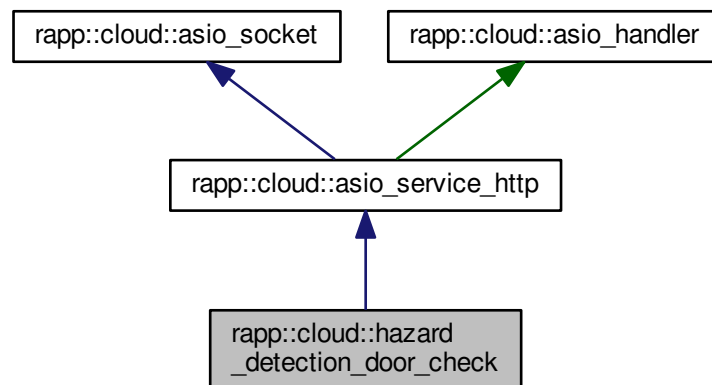 rapp::cloud::asio_socket
rapp::cloud::asio_handler
rapp::cloud::asio_service_http
rapp::cloud::hazard
_detection_door_check